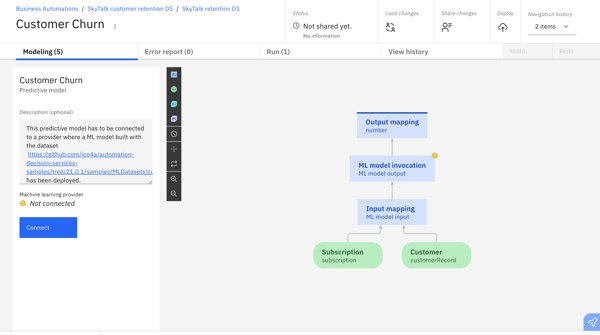 Business Automations / SkyTalk customer retention DS / SkyTalk retention DS
Customer Churn
Status
Not shared yet.
No information
Load changes
Share changes
Deploy
Navigation history
2 items
Modeling (5)
Error report (0)
Run (1)
View history
Undo
Redo
Customer Churn
Predictive model
Description (optional)
This predictive model has to be connected
to a provider where a ML model built with
the dataset
https://github.com/icp4a/automation-
decision-services-
samples/tree/21.0.1/samples/MLDatasets/cu
has been deployed.
Machine learning provider
Not connected
Connect
Output mapping
number
ML model invocation
ML model output
Input mapping
ML model input
Subscription
subscription
Customer
customerRecord